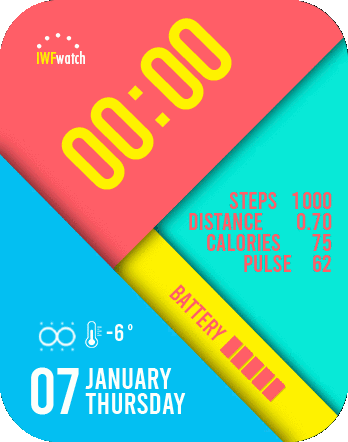 IWFwatch
00:00
STEPS 1000
DISTANCE 0.70
CALORIES 75
PULSE 62
BATTERY
-6°
07 JANUARY
THURSDAY